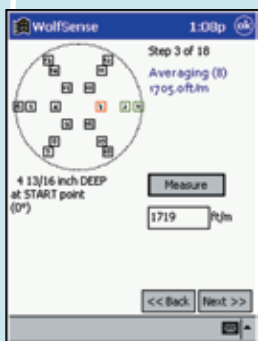 WolfSense 1:08p ok
Step 3 of 18
Averaging (8)
1705.0ft/m
4 13/16 inch DEEP
at START point
(0°)
Measure
1719 ft/m
<< Back Next >>